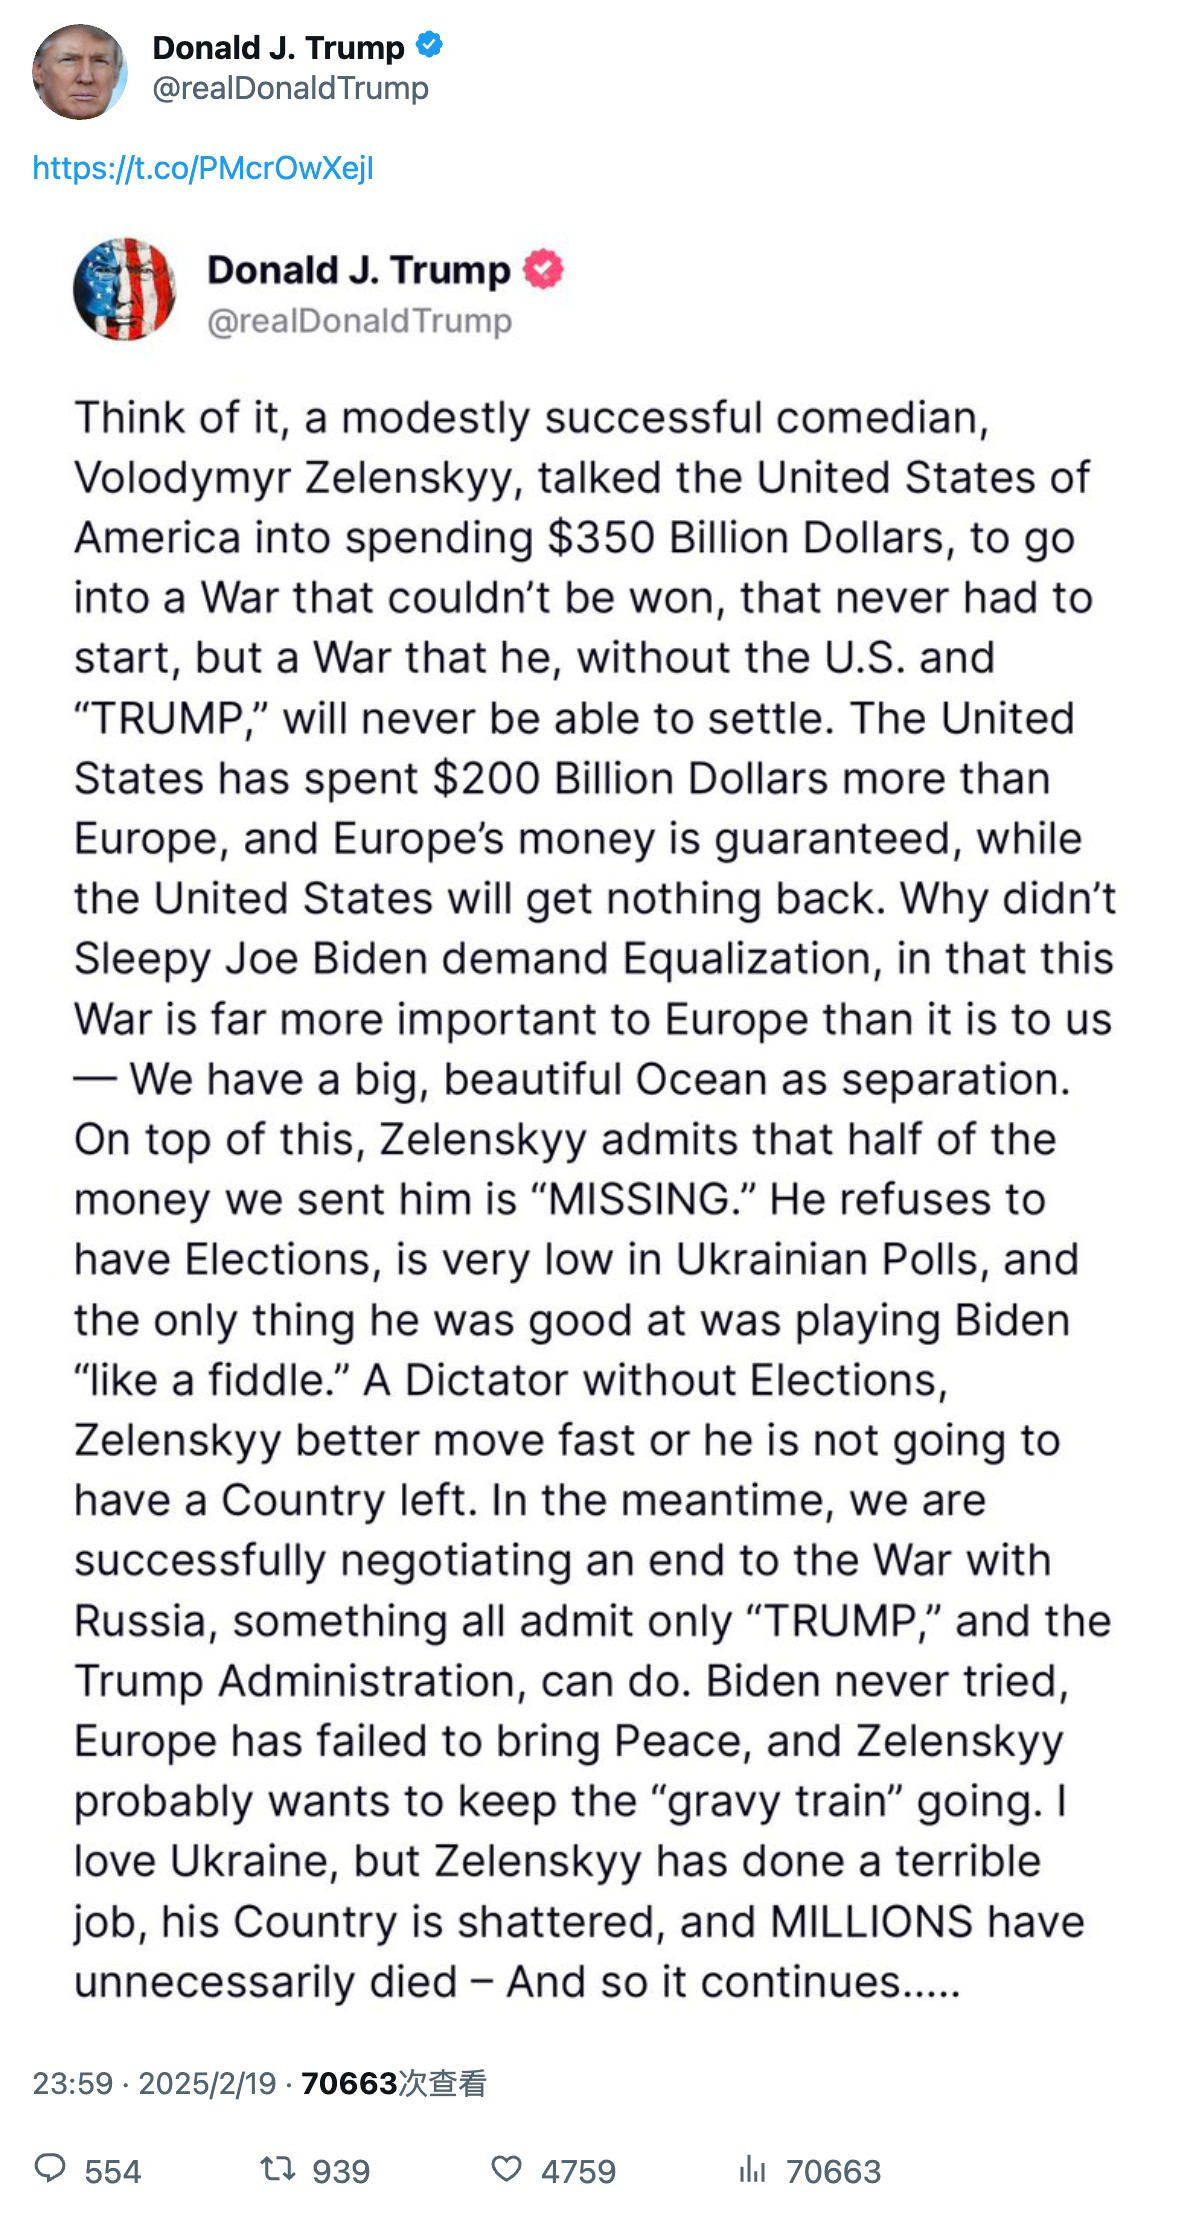 Donald J. Trump
@realDonaldTrump
https://t.co/PMcrOwXejl
Donald J. Trump
@realDonaldTrump
Think of it, a modestly successful comedian,
Volodymyr Zelenskyy, talked the United States of
America into spending $350 Billion Dollars, to go
into a War that couldn’t be won, that never had to
start, but a War that he, without the U.S. and
“TRUMP,” will never be able to settle. The United
States has spent $200 Billion Dollars more than
Europe, and Europe’s money is guaranteed, while
the United States will get nothing back. Why didn’t
Sleepy Joe Biden demand Equalization, in that this
War is far more important to Europe than it is to us
— We have a big, beautiful Ocean as separation.
On top of this, Zelenskyy admits that half of the
money we sent him is “MISSING.” He refuses to
have Elections, is very low in Ukrainian Polls, and
the only thing he was good at was playing Biden
“like a fiddle.” A Dictator without Elections,
Zelenskyy better move fast or he is not going to
have a Country left. In the meantime, we are
successfully negotiating an end to the War with
Russia, something all admit only “TRUMP,” and the
Trump Administration, can do. Biden never tried,
Europe has failed to bring Peace, and Zelenskyy
probably wants to keep the “gravy train” going. I
love Ukraine, but Zelenskyy has done a terrible
job, his Country is shattered, and MILLIONS have
unnecessarily died – And so it continues.....
23:59 · 2025/2/19 · 70663次查看
554 939 4759 70663